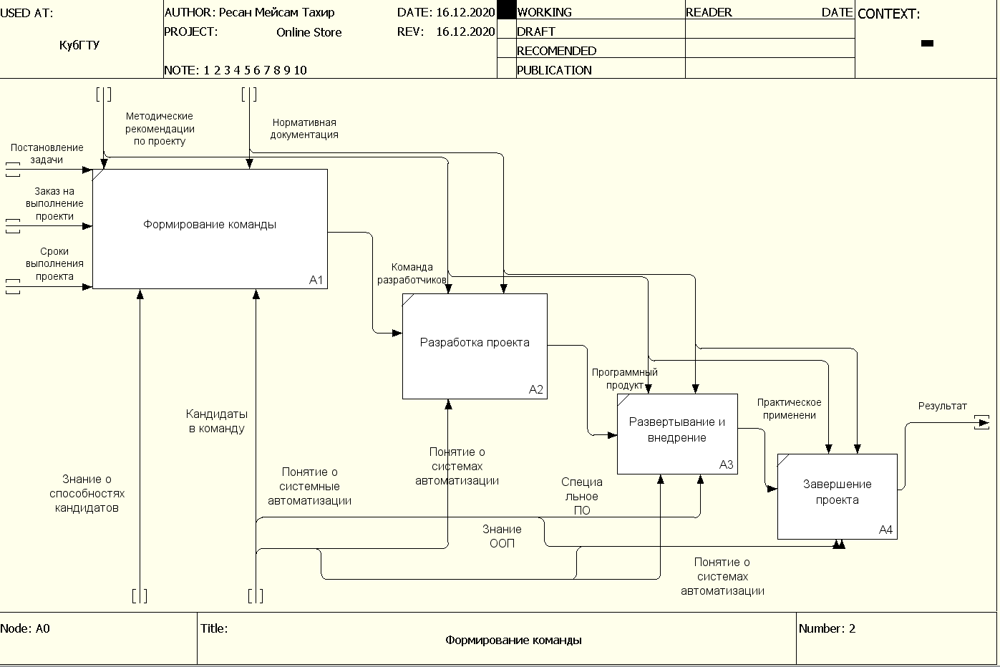 USED AT:
КубГТУ
AUTHOR: Ресан Мейсам Тахир
DATE: 16.12.2020
PROJECT: Online Store
REV: 16.12.2020
NOTE: 1 2 3 4 5 6 7 8 9 10
WORKING
DRAFT
RECOMENDED
PUBLICATION
READER DATE
CONTEXT:
Методические
рекомендации
по проекту
Нормативная
документация
Постановление
задачи
Заказ на
выполнение
проекти
Сроки
выполнения
проекта
Формирование команды
A1
Команда
разработчиков
Разработка проекта
A2
Программный
продукт
Развертывание и
внедрение
A3
Практическое
применени
Результат
Завершение
проекта
A4
Кандидаты
в команду
Знание о
способностях
кандидатов
Понятие о
системные
автоматизации
Понятие о
системах
автоматизации
Специа
льное
ПО
Знание
ООП
Понятие о
системах
автоматизации
Node: A0
Title:
Формирование команды
Number: 2